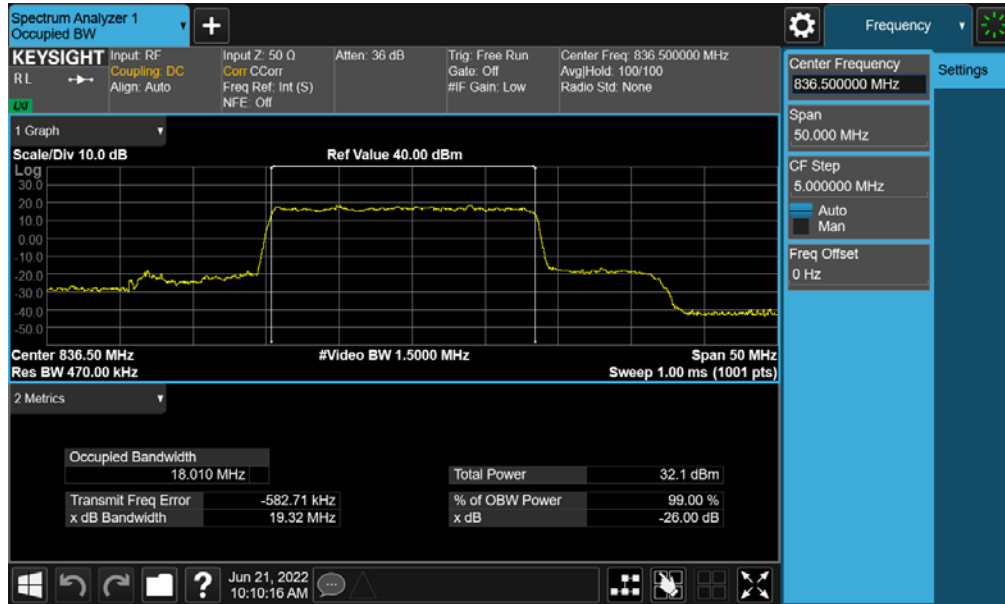 Spectrum Analyzer 1
Occupied BW
+
Frequency
KEYSIGHT Input: RF Input Z: 50 Ω Atten: 36 dB Trig: Free Run Center Freq: 836.500000 MHz
R L Coupling: DC Corr CCorr Gate: Off Avg|Hold: 100/100
Align: Auto Freq Ref: Int (S) #IF Gain: Low Radio Std: None
LXI NFE: Off
1 Graph
Scale/Div 10.0 dB Ref Value 40.00 dBm
Log
30.0
20.0
10.0
0.00
-10.0
-20.0
-30.0
-40.0
-50.0
Center 836.50 MHz #Video BW 1.5000 MHz Span 50 MHz
Res BW 470.00 kHz Sweep 1.00 ms (1001 pts)
2 Metrics
Occupied Bandwidth
18.010 MHz Total Power 32.1 dBm
Transmit Freq Error -582.71 kHz % of OBW Power 99.00 %
x dB Bandwidth 19.32 MHz x dB -26.00 dB
Center Frequency
836.500000 MHz
Settings
Span
50.000 MHz
CF Step
5.000000 MHz
Auto
Man
Freq Offset
0 Hz
? Jun 21, 2022
10:10:16 AM